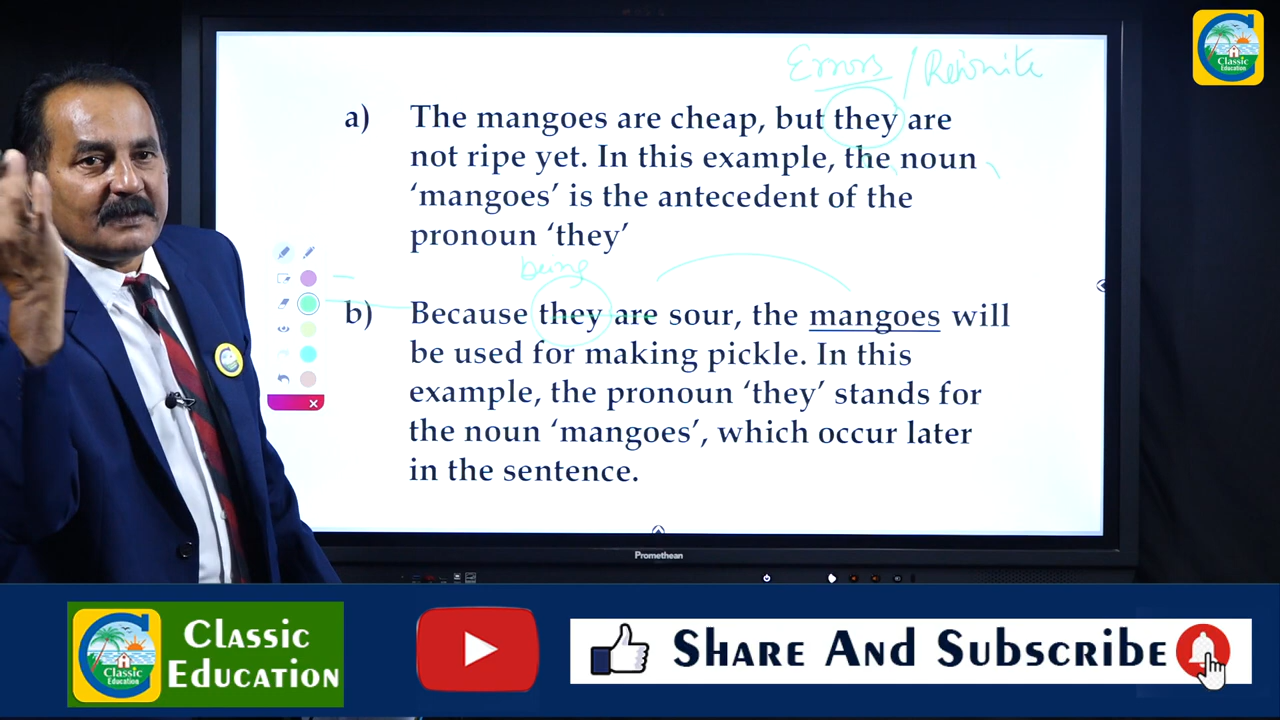 Errors / Rewrite
Classic
Education
a) The mangoes are cheap, but they are
not ripe yet. In this example, the noun
‘mangoes’ is the antecedent of the
pronoun ‘they’
being
b) Because they are sour, the mangoes will
be used for making pickle. In this
example, the pronoun ‘they’ stands for
the noun ‘mangoes’, which occur later
in the sentence.
Promethean
Classic
Education
Classic
Education
Share And Subscribe